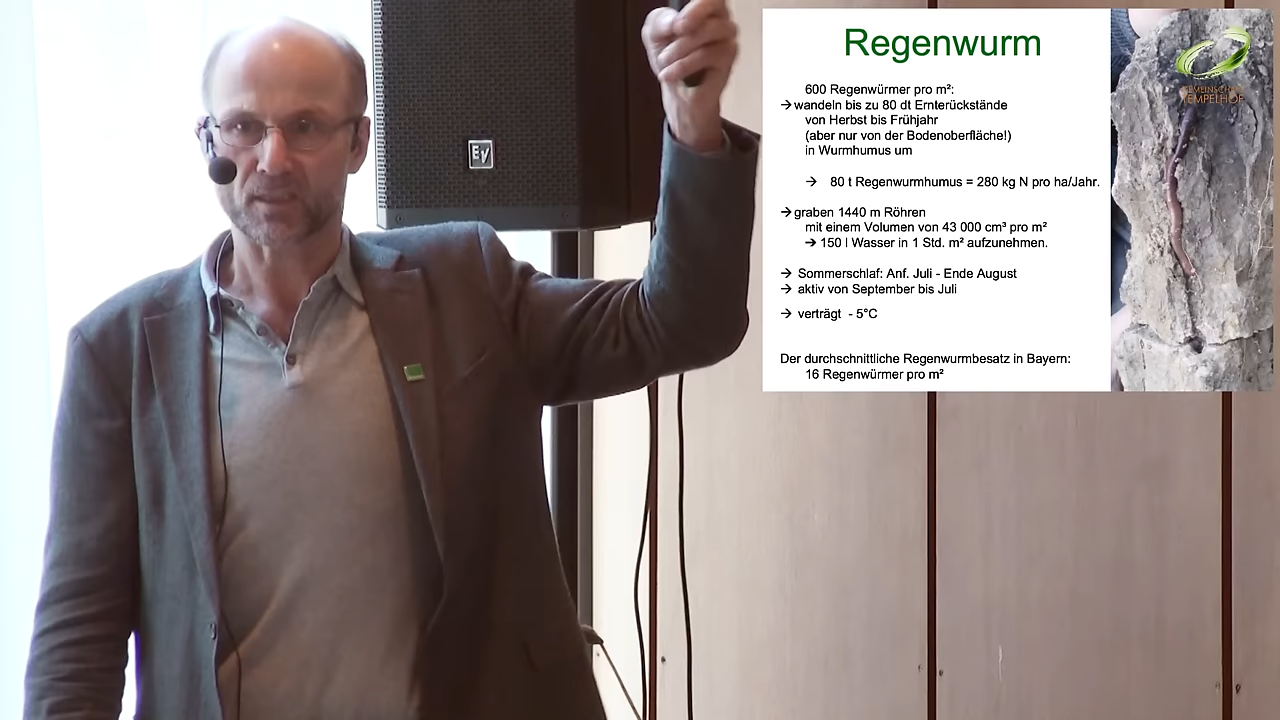 EV
Regenwurm
600 Regenwürmer pro m²:
→ wandeln bis zu 80 dt Ernterückstände
von Herbst bis Frühjahr
(aber nur von der Bodenoberfläche!)
in Wurmhumus um
→ 80 t Regenwurmhumus = 280 kg N pro ha/Jahr.
→ graben 1440 m Röhren
mit einem Volumen von 43 000 cm³ pro m²
→ 150 l Wasser in 1 Std. m² aufzunehmen.
→ Sommerschlaf: Anf. Juli - Ende August
→ aktiv von September bis Juli
→ verträgt - 5°C
Der durchschnittliche Regenwurmbesatz in Bayern:
16 Regenwürmer pro m²
GEMEINSCHAFT
TEMPELHOF